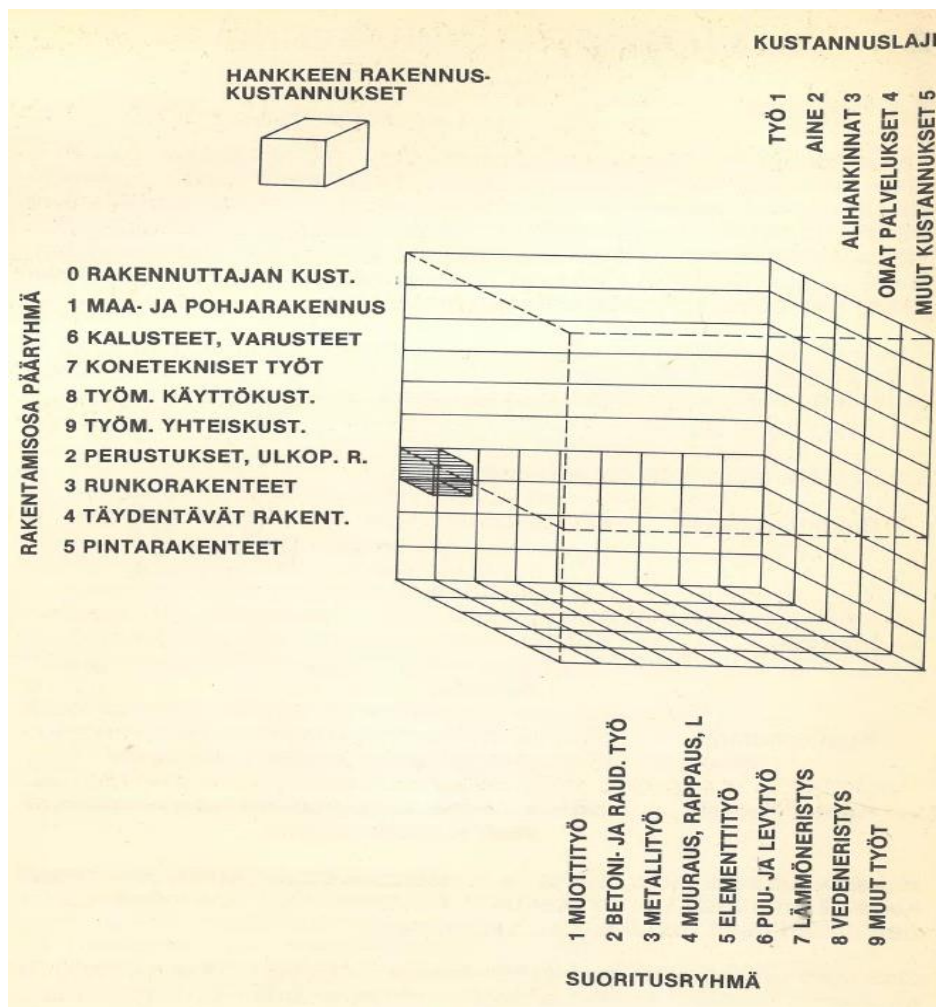 KUSTANNUSLAJI
HANKKEEN RAKENNUS-
KUSTANNUKSET
TYÖ 1
AINE 2
ALIHANKINNAT 3
OMAT PALVELUKSET 4
MUUT KUSTANNUKSET 5
RAKENTAMISOSA PÄÄRYHMÄ
0 RAKENNUTTAJAN KUST.
1 MAA- JA POHJARAKENNUS
6 KALUSTEET, VARUSTEET
7 KONETEKNISET TYÖT
8 TYÖM. KÄYTTÖKUST.
9 TYÖM. YHTEISKUST.
2 PERUSTUKSET, ULKOP. R.
3 RUNKORAKENTEET
4 TÄYDENTÄVÄT RAKENT.
5 PINTARAKENTEET
1 MUOTITYÖ
2 BETONI- JA RAUD. TYÖ
3 METALLITYÖ
4 MUURAUS, RAPPAUS, L
5 ELEMENTTITYÖ
6 PUU- JA LEVYTYÖ
7 LÄMMÖNERISTYS
8 VEDENERISTYS
9 MUUT TYÖT
SUORITUSRYHMÄ